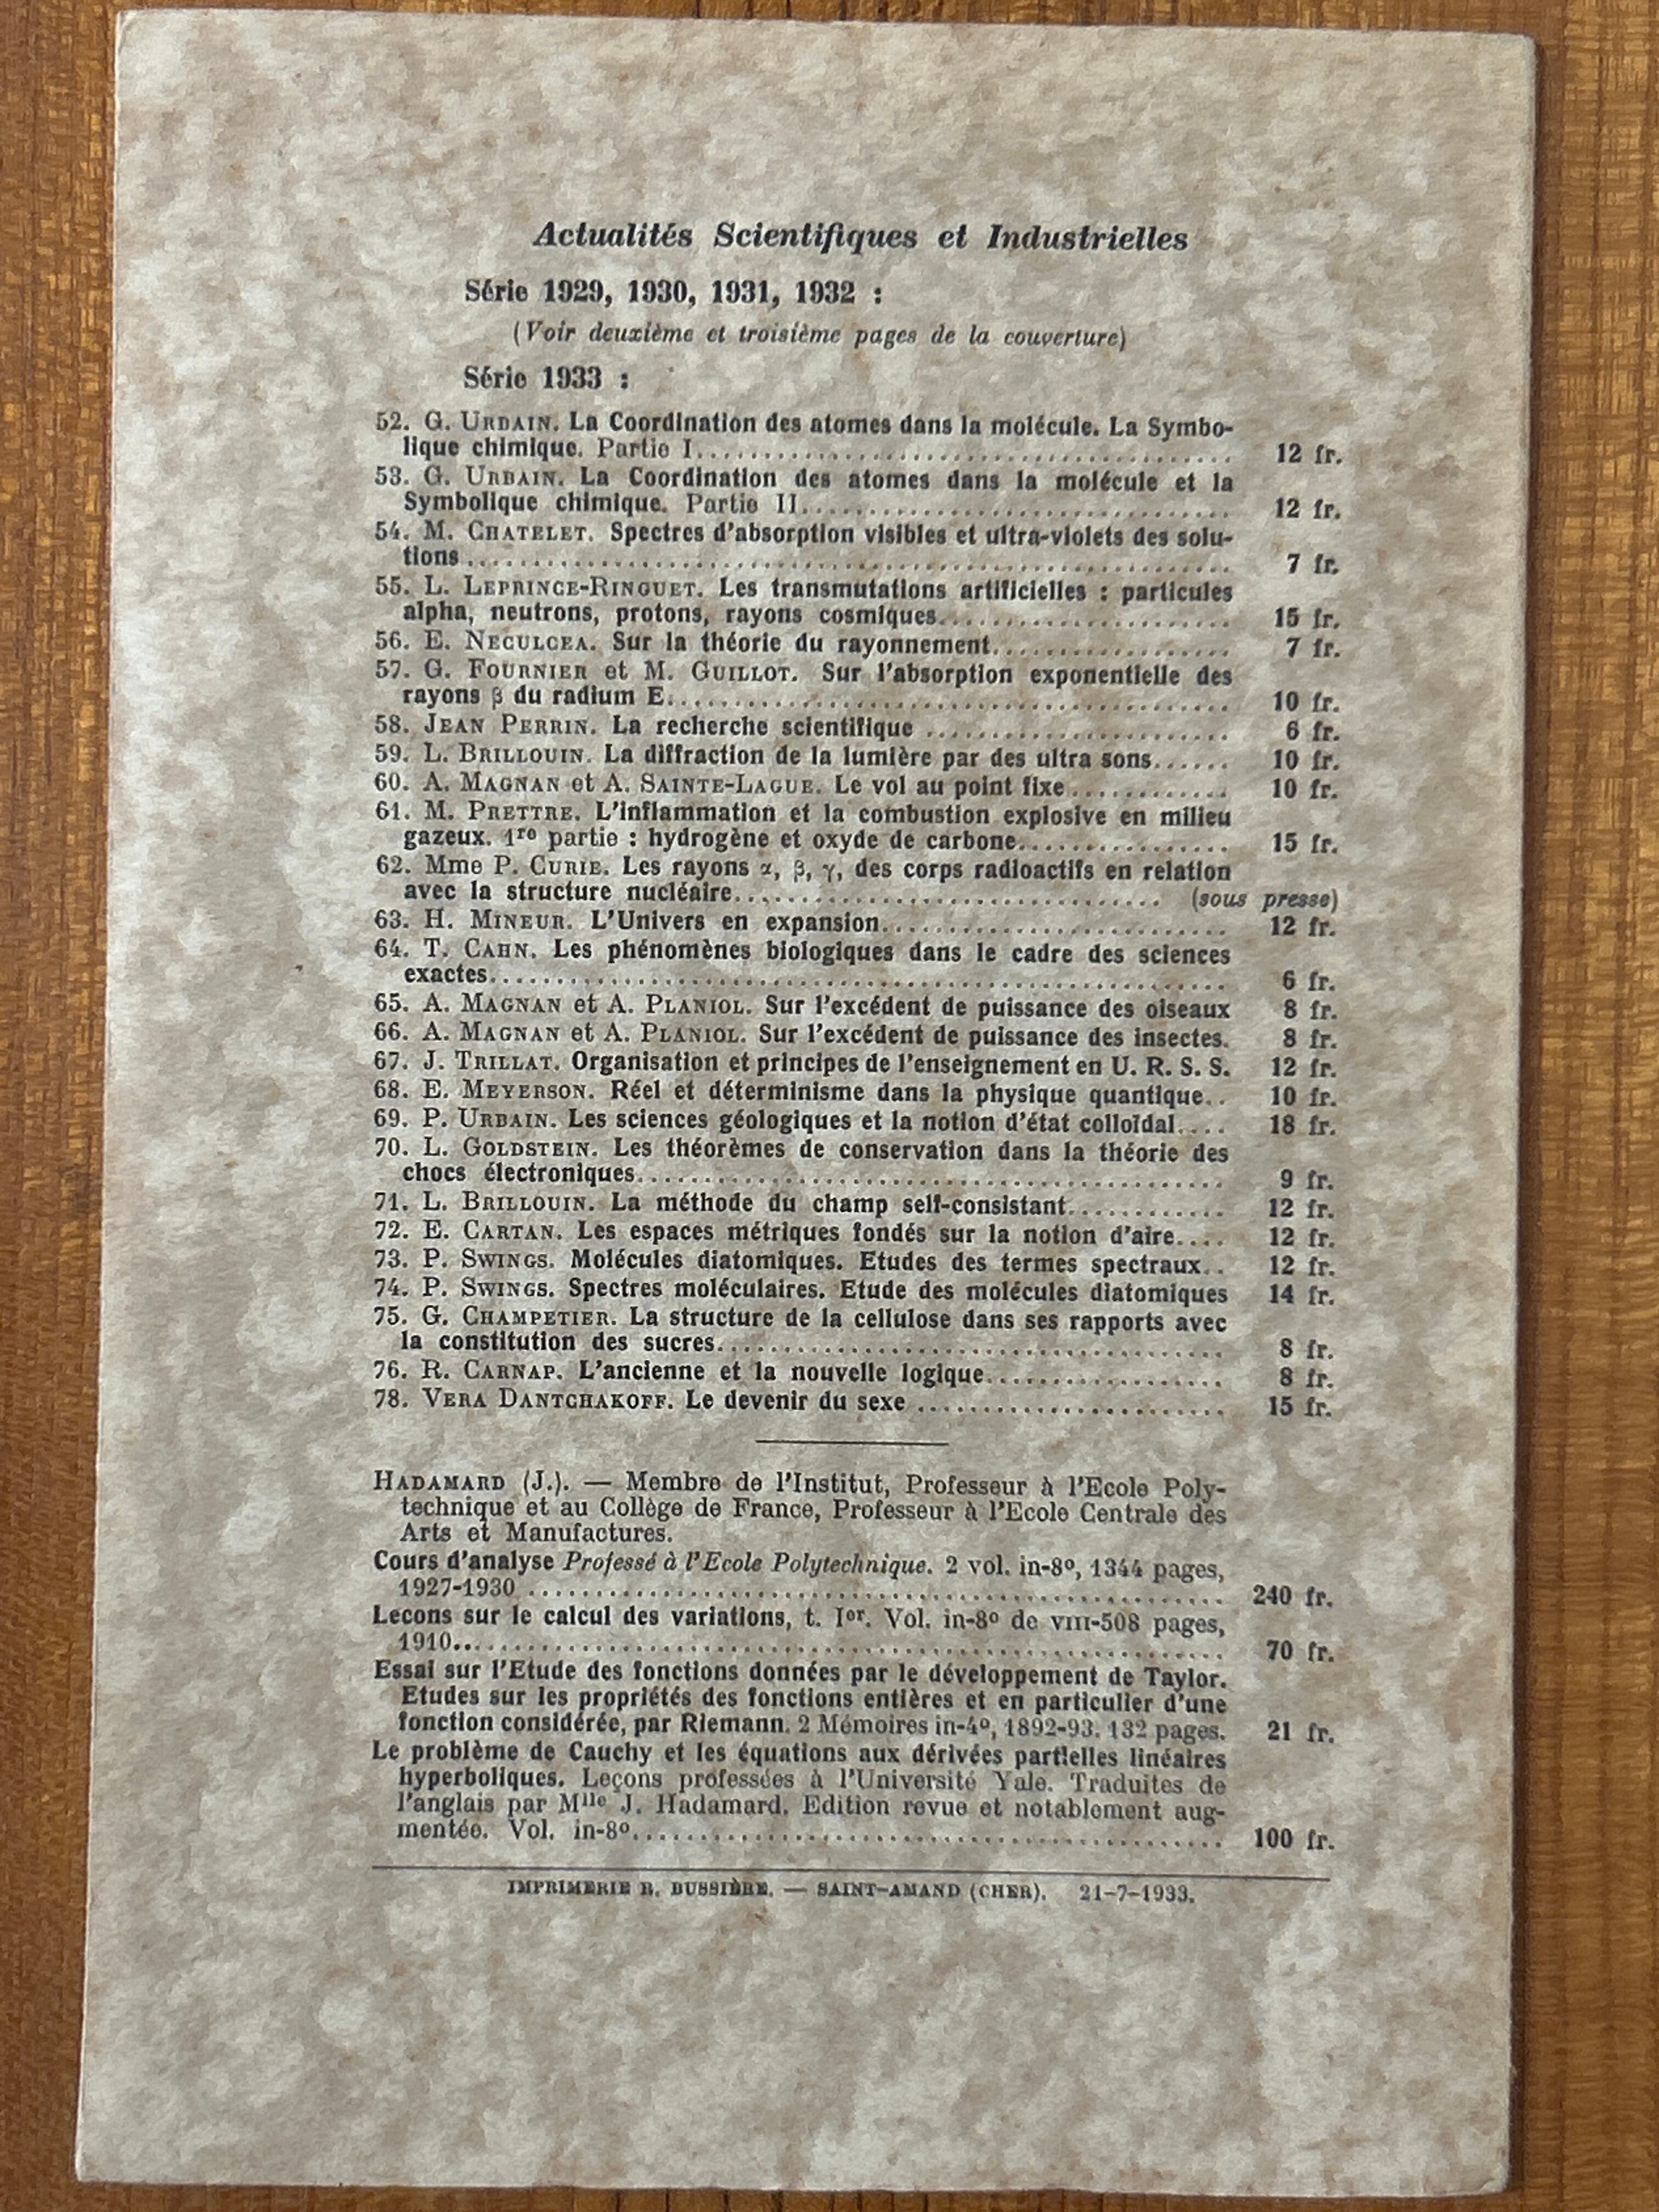 Actualités Scientifiques et Industrielles
Série 1929, 1930, 1931, 1932 :
(Voir deuxième et troisième pages de la couverture)
Série 1933 :
52. G. URBAIN. La Coordination des atomes dans la molécule. La Symbo-
lique chimique. Partie I........................................ 12 fr.
53. G. URBAIN. La Coordination des atomes dans la molécule et la
Symbolique chimique. Partie II................................ 12 fr.
54. M. CHATELET. Spectres d'absorption visibles et ultra-violets des solu-
tions........................................................ 7 fr.
55. L. LEPRINCE-RINGUET. Les transmutations artificielles : particules
alpha, neutrons, protons, rayons cosmiques...................... 15 fr.
56. E. NECULCEA. Sur la théorie du rayonnement.................. 7 fr.
57. G. FOURNIER et M. GUILLOT. Sur l'absorption exponentielle des
rayons β du radium E.......................................... 10 fr.
58. JEAN PERRIN. La recherche scientifique ....................... 6 fr.
59. L. BRILLOUIN. La diffraction de la lumière par des ultra sons...... 10 fr.
60. A. MAGNAN et A. SAINTE-LAGUE. Le vol au point fixe............ 10 fr.
61. M. PRETTRE. L'inflammation et la combustion explosive en milieu
gazeux. 1re partie : hydrogène et oxyde de carbone................ 15 fr.
62. Mme P. CURIE. Les rayons α, β, γ, des corps radioactifs en relation
avec la structure nucléaire................................ (sous presse)
63. H. MINEUR. L'Univers en expansion.......................... 12 fr.
64. T. CAHN. Les phénomènes biologiques dans le cadre des sciences
exactes...................................................... 6 fr.
65. A. MAGNAN et A. PLANIOL. Sur l'excédent de puissance des oiseaux 8 fr.
66. A. MAGNAN et A. PLANIOL. Sur l'excédent de puissance des insectes. 8 fr.
67. J. TRILLAT. Organisation et principes de l'enseignement en U. R. S. S. 12 fr.
68. E. MEYERSON. Réel et déterminisme dans la physique quantique.. 10 fr.
69. P. URBAIN. Les sciences géologiques et la notion d'état colloïdal.... 18 fr.
70. L. GOLDSTEIN. Les théorèmes de conservation dans la théorie des
chocs électroniques............................................ 9 fr.
71. L. BRILLOUIN. La méthode du champ self-consistant............ 12 fr.
72. E. CARTAN. Les espaces métriques fondés sur la notion d'aire.... 12 fr.
73. P. SWINGS. Molécules diatomiques. Etudes des termes spectraux.. 12 fr.
74. P. SWINGS. Spectres moléculaires. Etude des molécules diatomiques 14 fr.
75. G. CHAMPETIER. La structure de la cellulose dans ses rapports avec
la constitution des sucres...................................... 8 fr.
76. R. CARNAP. L'ancienne et la nouvelle logique.................. 8 fr.
78. VERA DANTCHAKOFF. Le devenir du sexe ....................... 15 fr.
HADAMARD (J.). — Membre de l'Institut, Professeur à l'Ecole Poly-
technique et au Collège de France, Professeur à l'Ecole Centrale des
Arts et Manufactures.
Cours d'analyse Professé à l'Ecole Polytechnique. 2 vol. in-8º, 1344 pages,
1927-1930 .................................................... 240 fr.
Lecons sur le calcul des variations, t. Ier. Vol. in-8º de VIII-508 pages,
1910........................................................ 70 fr.
Essai sur l'Etude des fonctions données par le développement de Taylor.
Etudes sur les propriétés des fonctions entières et en particulier d'une
fonction considérée, par Riemann. 2 Mémoires in-4º, 1892-93. 132 pages. 21 fr.
Le problème de Cauchy et les équations aux dérivées partielles linéaires
hyperboliques. Leçons professées à l'Université Yale. Traduites de
l'anglais par Mlle J. Hadamard. Edition revue et notablement aug-
mentée. Vol. in-8º............................................ 100 fr.
IMPRIMERIE R. BUSSIÈRE. — SAINT-AMAND (CHER). 21-7-1933.